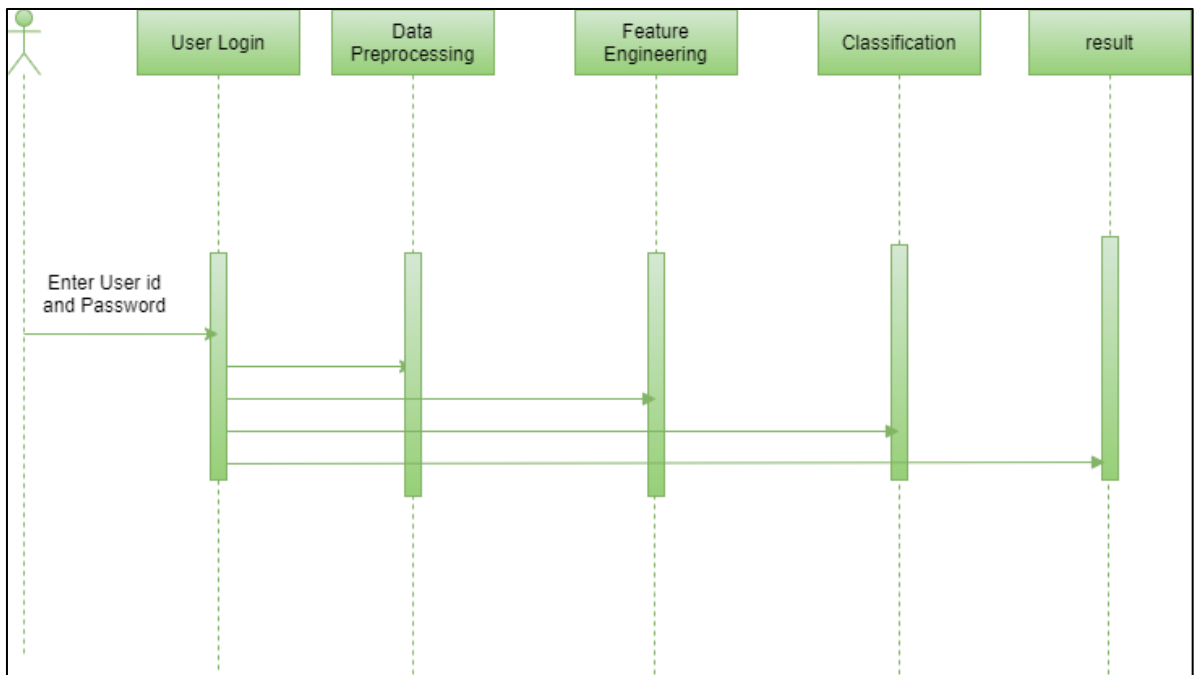 User Login
Data
Preprocessing
Feature
Engineering
Classification
result
Enter User id
and Password